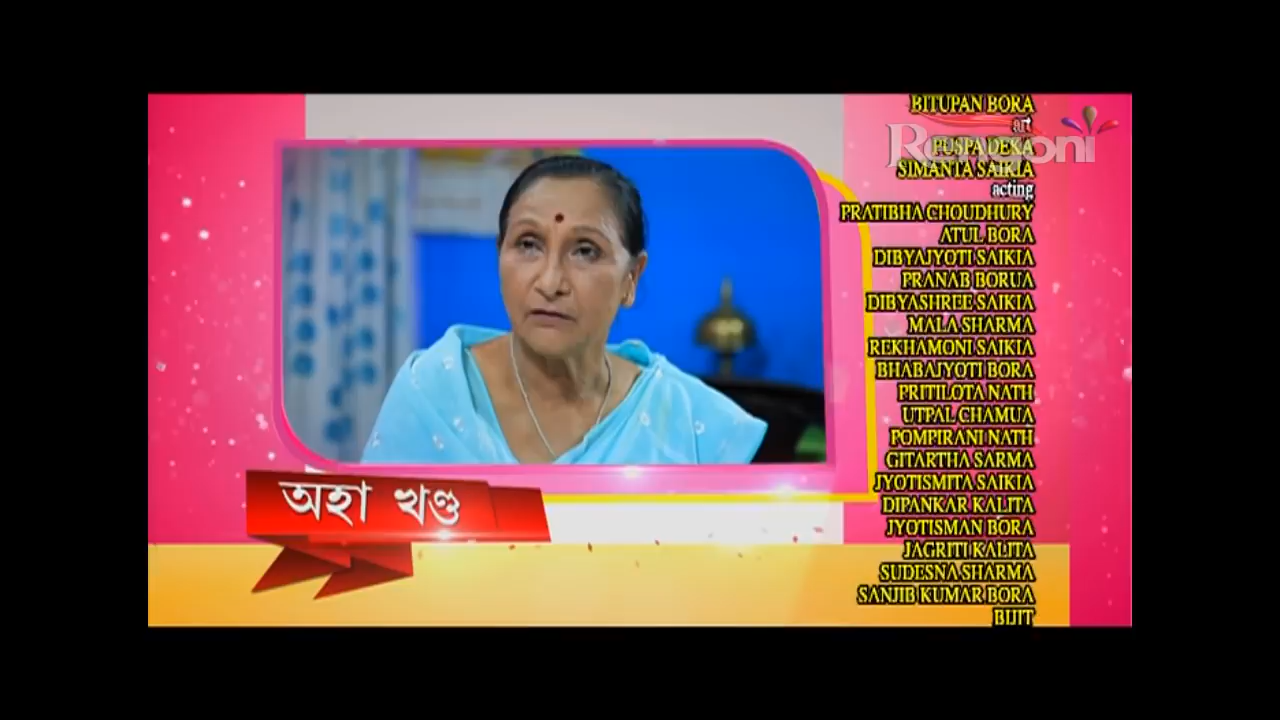 BITUPAN BORA
art
Rengoni
PUSPA DEKA
SIMANTA SAIKIA
acting
PRATIBHA CHOUDHURY
ATUL BORA
DIBYAJYOTI SAIKIA
PRANAB BORUA
DIBYASHREE SAIKIA
MALA SHARMA
REKHAMONI SAIKIA
BHABAJYOTI BORA
PRITILOTA NATH
UTPAL CHAMUA
POMPIRANI NATH
GITARTHA SARMA
JYOTISMITA SAIKIA
DIPANKAR KALITA
JYOTISMAN BORA
JAGRITI KALITA
SUDESNA SHARMA
SANJIB KUMAR BORA
BIJIT
অহা খণ্ড